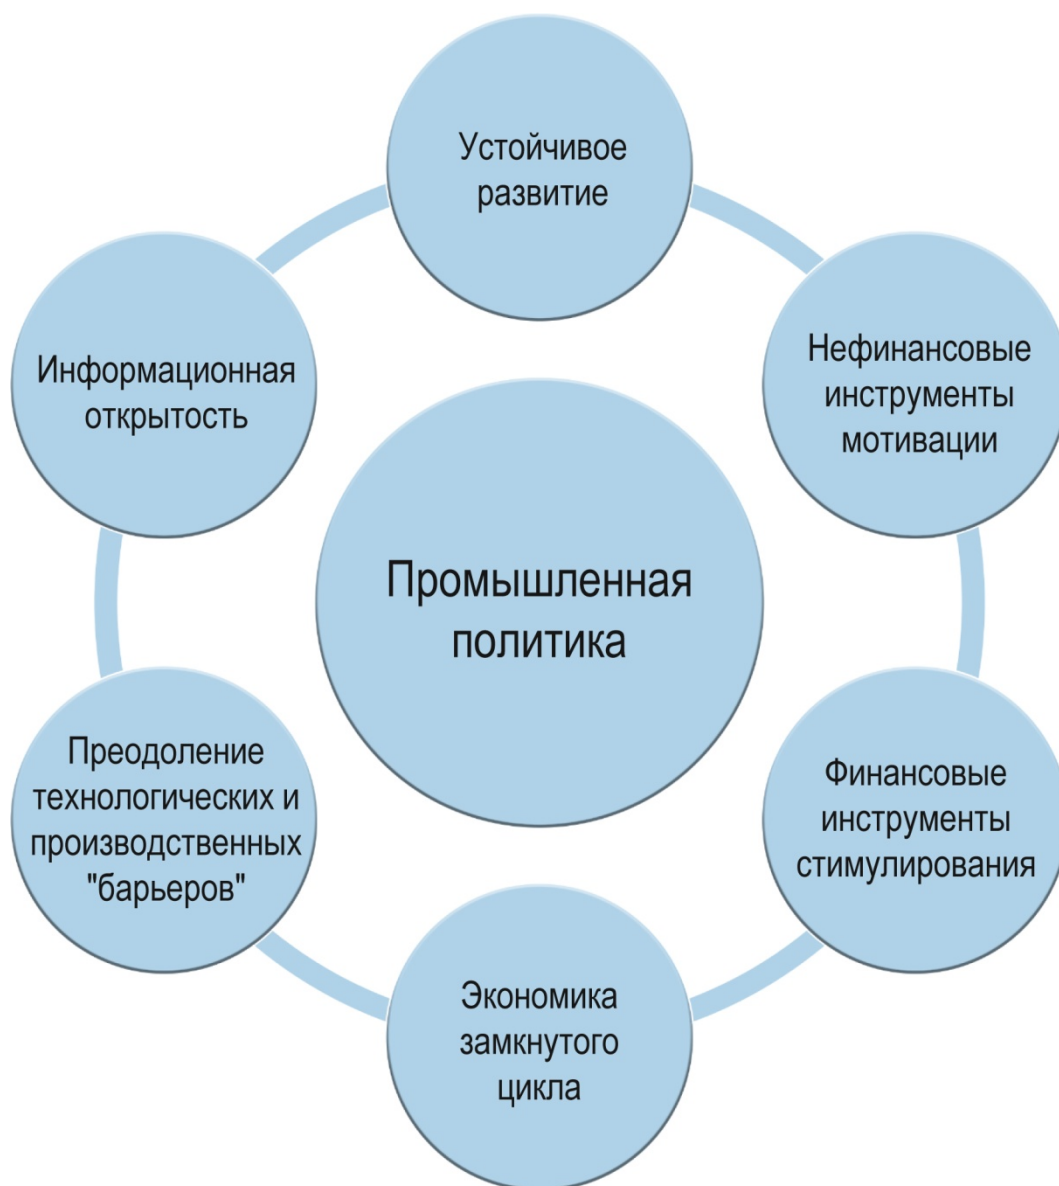 Устойчивое
развитие
Нефинансовые
инструменты
мотивации
Финансовые
инструменты
стимулирования
Экономика
замкнутого
цикла
Преодоление
технологических и
производственных
"барьеров"
Информационная
открытость
Промышленная
политика